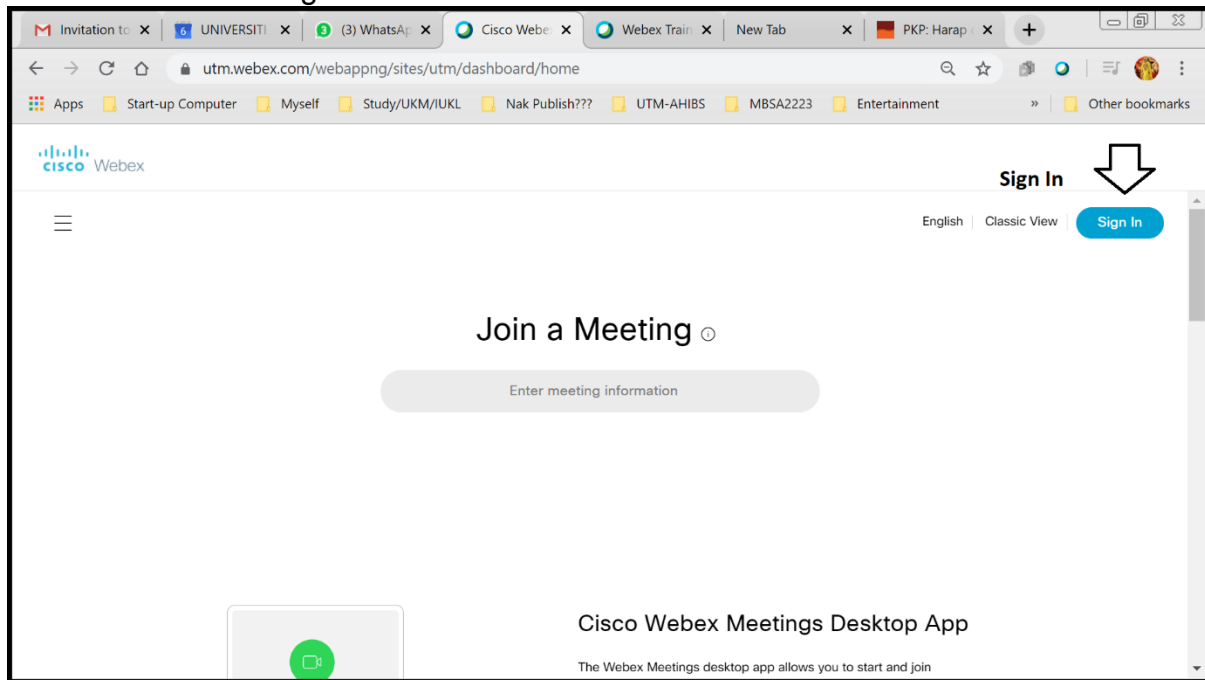 Invitation to
6 UNIVERSITI
3 (3) WhatsAp
Cisco Webex
Webex Train
New Tab
PKP: Harap
utm.webex.com/webappng/sites/utm/dashboard/home
Apps Start-up Computer Myself Study/UKM/IUKL Nak Publish??? UTM-AHIBS MBSA2223 Entertainment » Other bookmarks
cisco Webex
Sign In
English Classic View Sign In
Join a Meeting
Enter meeting information
Cisco Webex Meetings Desktop App
The Webex Meetings desktop app allows you to start and join